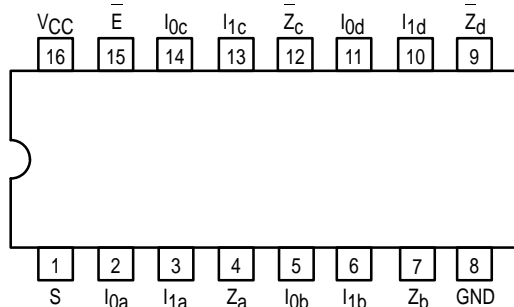 VCC E̅ I0c I1c Z̅c I0d I1d Z̅d
16 15 14 13 12 11 10 9
1 2 3 4 5 6 7 8
S I0a I1a Za I0b I1b Zb GND